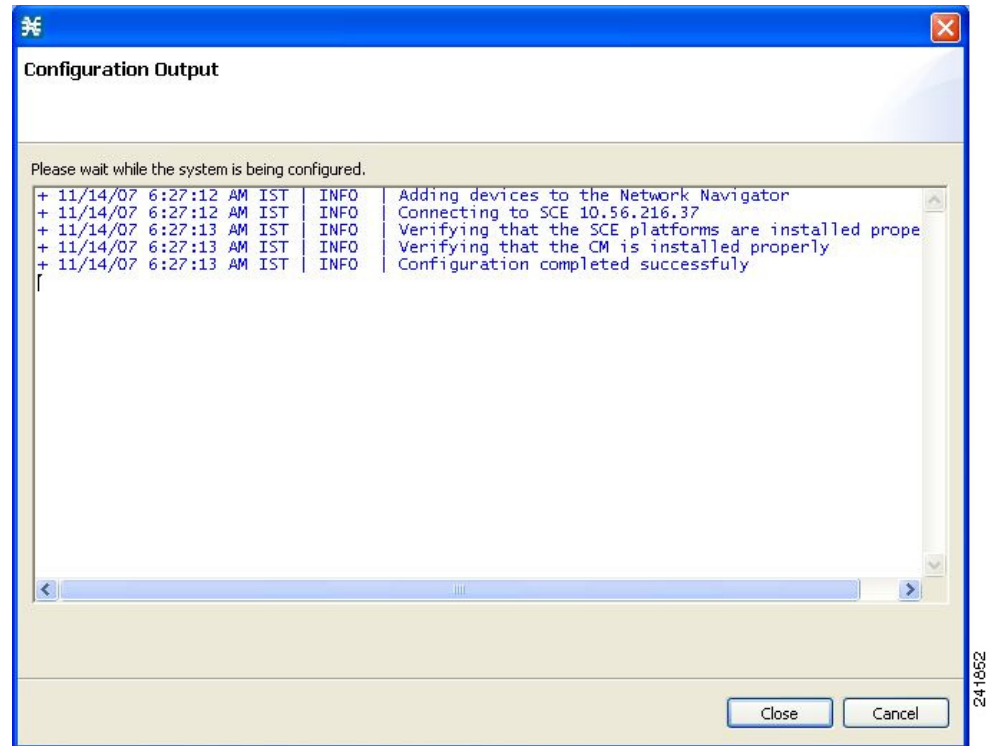 Configuration Output
Please wait while the system is being configured.
+ 11/14/07 6:27:12 AM IST | INFO | Adding devices to the Network Navigator
+ 11/14/07 6:27:12 AM IST | INFO | Connecting to SCE 10.56.216.37
+ 11/14/07 6:27:13 AM IST | INFO | Verifying that the SCE platforms are installed prope
+ 11/14/07 6:27:13 AM IST | INFO | Verifying that the CM is installed properly
+ 11/14/07 6:27:13 AM IST | INFO | Configuration completed successfuly
Close Cancel
241852